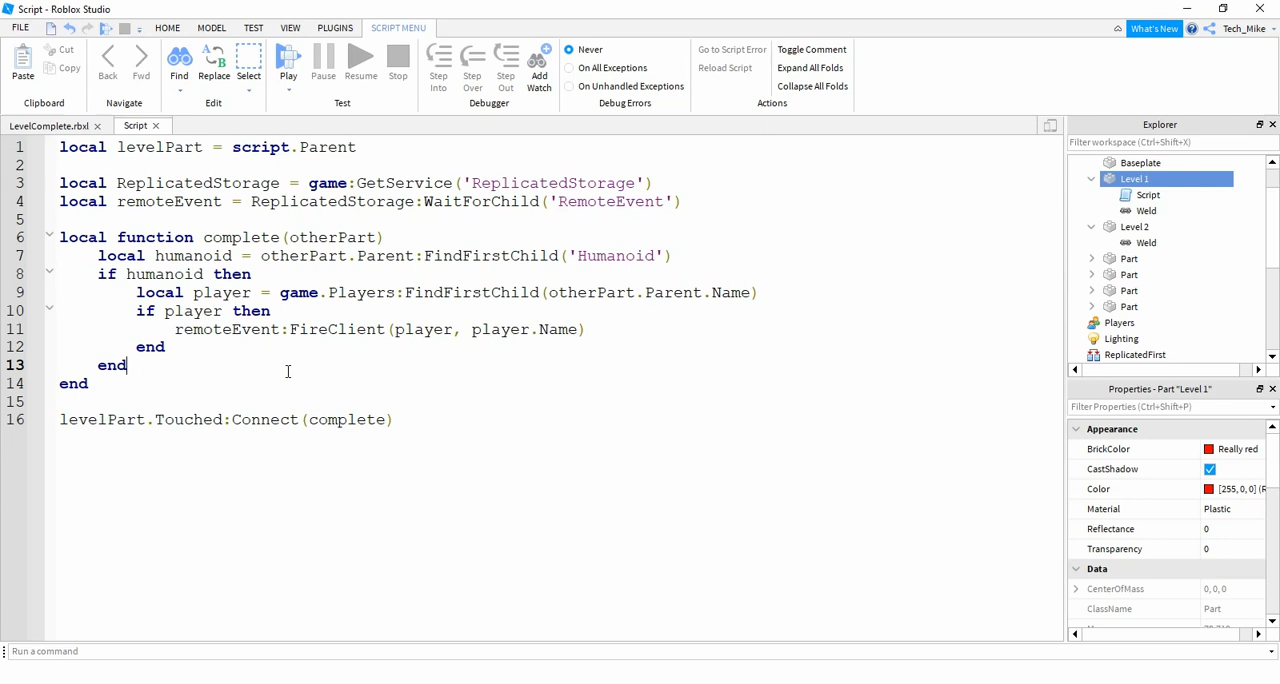 Script - Roblox Studio
FILE HOME MODEL TEST VIEW PLUGINS SCRIPT MENU What's New Tech_Mike
Paste Cut Copy Back Fwd Find Replace Select Play Pause Resume Stop Step Into Step Over Step Out Add Watch
Never
On All Exceptions
On Unhandled Exceptions
Go to Script Error
Reload Script
Toggle Comment
Expand All Folds
Collapse All Folds
Clipboard Navigate Edit Test Debugger Debug Errors Actions
LevelComplete.rbxl Script
1 local levelPart = script.Parent
2
3 local ReplicatedStorage = game:GetService('ReplicatedStorage')
4 local remoteEvent = ReplicatedStorage:WaitForChild('RemoteEvent')
5
6 local function complete(otherPart)
7 local humanoid = otherPart.Parent:FindFirstChild('Humanoid')
8 if humanoid then
9 local player = game.Players:FindFirstChild(otherPart.Parent.Name)
10 if player then
11 remoteEvent:FireClient(player, player.Name)
12 end
13 end
14 end
15
16 levelPart.Touched:Connect(complete)
Explorer
Filter workspace (Ctrl+Shift+X)
Baseplate
Level 1
Script
Weld
Level 2
Weld
Part
Part
Part
Part
Players
Lighting
ReplicatedFirst
Properties - Part "Level 1"
Filter Properties (Ctrl+Shift+P)
Appearance
BrickColor Really red
CastShadow
Color [255, 0, 0] (R
Material Plastic
Reflectance 0
Transparency 0
Data
CenterOfMass 0, 0, 0
ClassName Part
Run a command